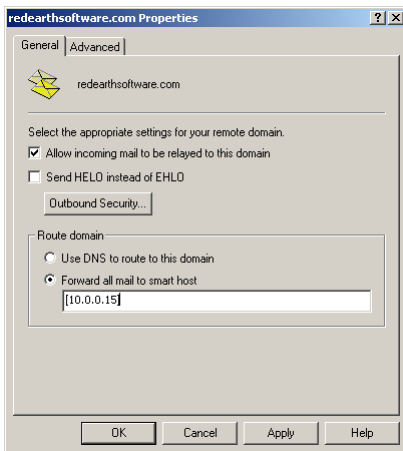 redearthsoftware.com Properties
General Advanced
redearthsoftware.com
Select the appropriate settings for your remote domain.
Allow incoming mail to be relayed to this domain
Send HELO instead of EHLO
Outbound Security...
Route domain
Use DNS to route to this domain
Forward all mail to smart host
[10.0.0.15]
OK Cancel Apply Help